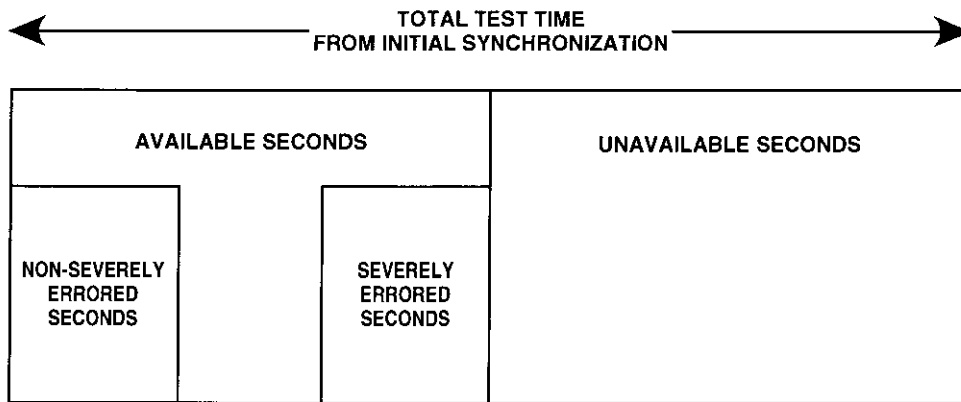 TOTAL TEST TIME
FROM INITIAL SYNCHRONIZATION
AVAILABLE SECONDS
UNAVAILABLE SECONDS
NON-SEVERELY
ERRORED
SECONDS
SEVERELY
ERRORED
SECONDS